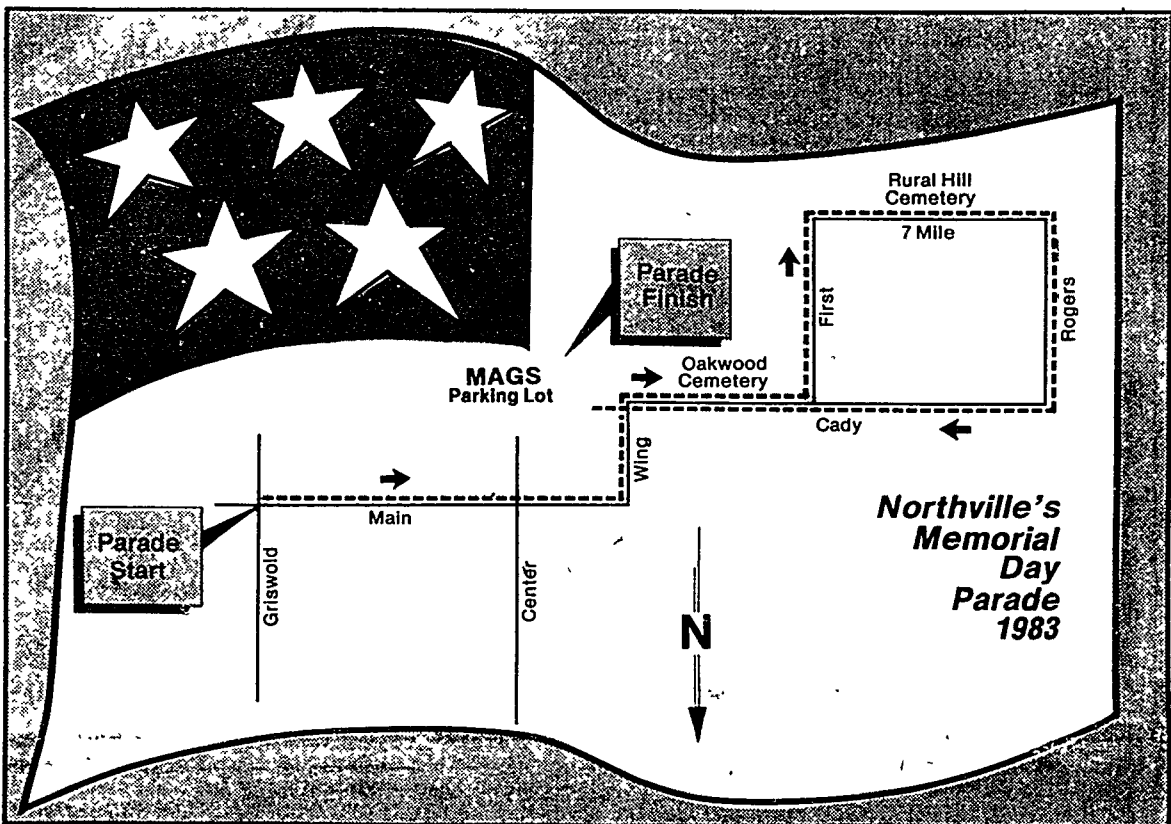 Rural Hill
Cemetery
7 Mile
Parade
Finish
First
Rogers
MAGS
Parking Lot
Oakwood
Cemetery
Cady
Wing
Main
Parade
Start
Griswold
Center
N
Northville's
Memorial
Day
Parade
1983